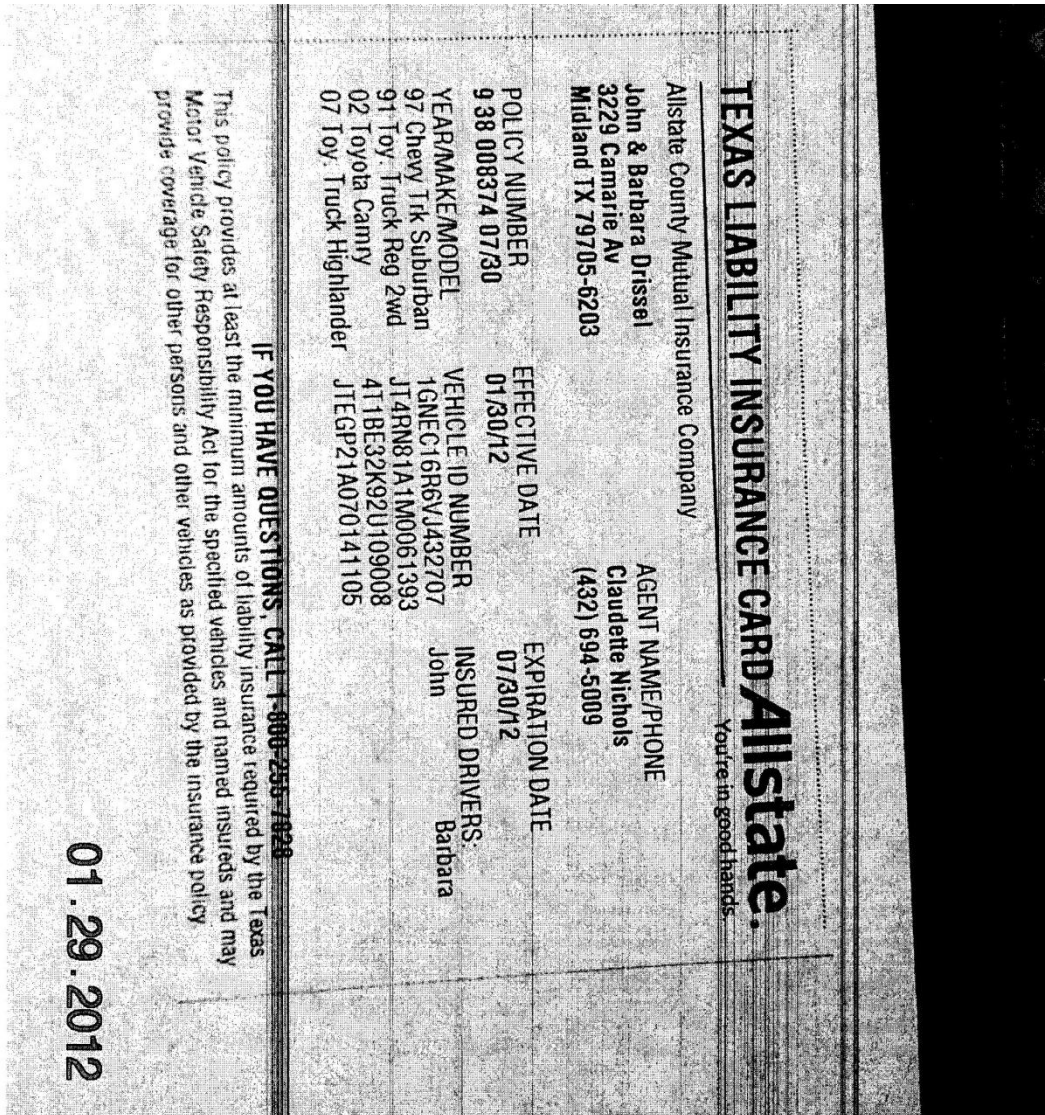 TEXAS LIABILITY INSURANCE CARD Allstate.
You're in good hands.
Allstate County Mutual Insurance Company
John & Barbara Drissel AGENT NAME/PHONE
3229 Camarie Av Claudette Nichols
Midland TX 79705-6203 (432) 694-5009
POLICY NUMBER EFFECTIVE DATE EXPIRATION DATE
9 38 008374 07/30 01/30/12 07/30/12
YEAR/MAKE/MODEL VEHICLE ID NUMBER INSURED DRIVERS:
97 Chevy Trk Suburban 1GNEC16R6VJ432707 John Barbara
91 Toy. Truck Reg 2wd JT4RN81A1M0061393
02 Toyota Camry 4T1BE32K92U109008
07 Toy. Truck Highlander JTEGP21A070141105
IF YOU HAVE QUESTIONS, CALL 1-800-255-7828
This policy provides at least the minimum amounts of liability insurance required by the Texas
Motor Vehicle Safety Responsibility Act for the specified vehicles and named insureds and may
provide coverage for other persons and other vehicles as provided by the insurance policy.
01.29.2012